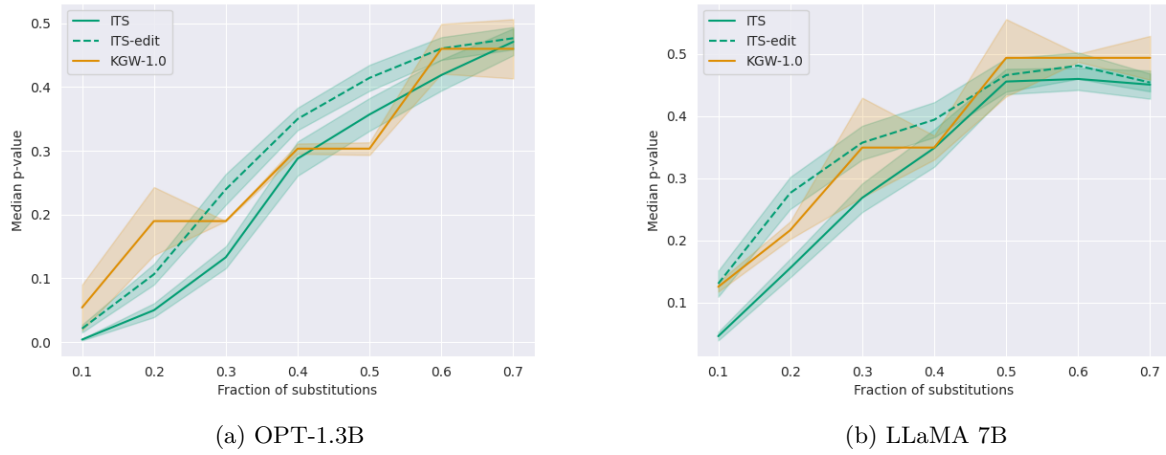 ITS
ITS-edit
KGW-1.0
Median p-value
0.5
0.4
0.3
0.2
0.1
0.0
0.1 0.2 0.3 0.4 0.5 0.6 0.7
Fraction of substitutions
(a) OPT-1.3B
ITS
ITS-edit
KGW-1.0
Median p-value
0.5
0.4
0.3
0.2
0.1
0.1 0.2 0.3 0.4 0.5 0.6 0.7
Fraction of substitutions
(b) LLaMA 7B